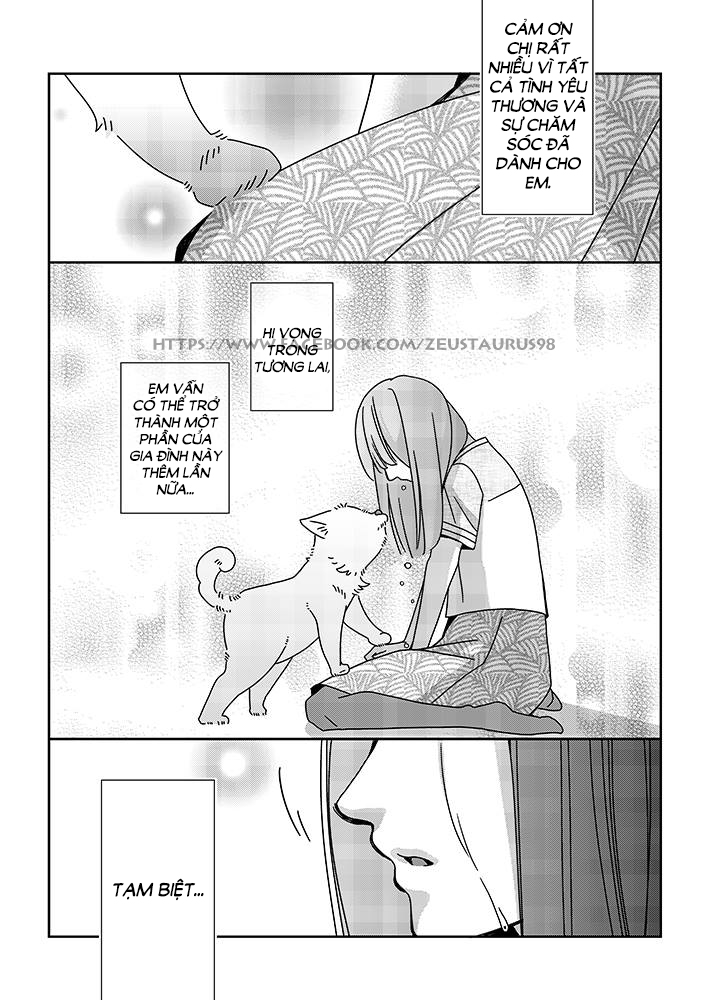 CẢM ƠN
CHỊ RẤT
NHIỀU VÌ TẤT
CẢ TÌNH YÊU
THƯƠNG VÀ
SỰ CHĂM
SÓC ĐÃ
DÀNH CHO
EM.
HTTPS://WWW.FACEBOOK.COM/ZEUSTAURUS98
HI VỌNG
TRONG
TƯƠNG LAI,
EM VẪN
CÓ THỂ TRỞ
THÀNH MỘT
PHẦN CỦA
GIA ĐÌNH NÀY
THÊM LẦN
NỮA...
TẠM BIỆT...